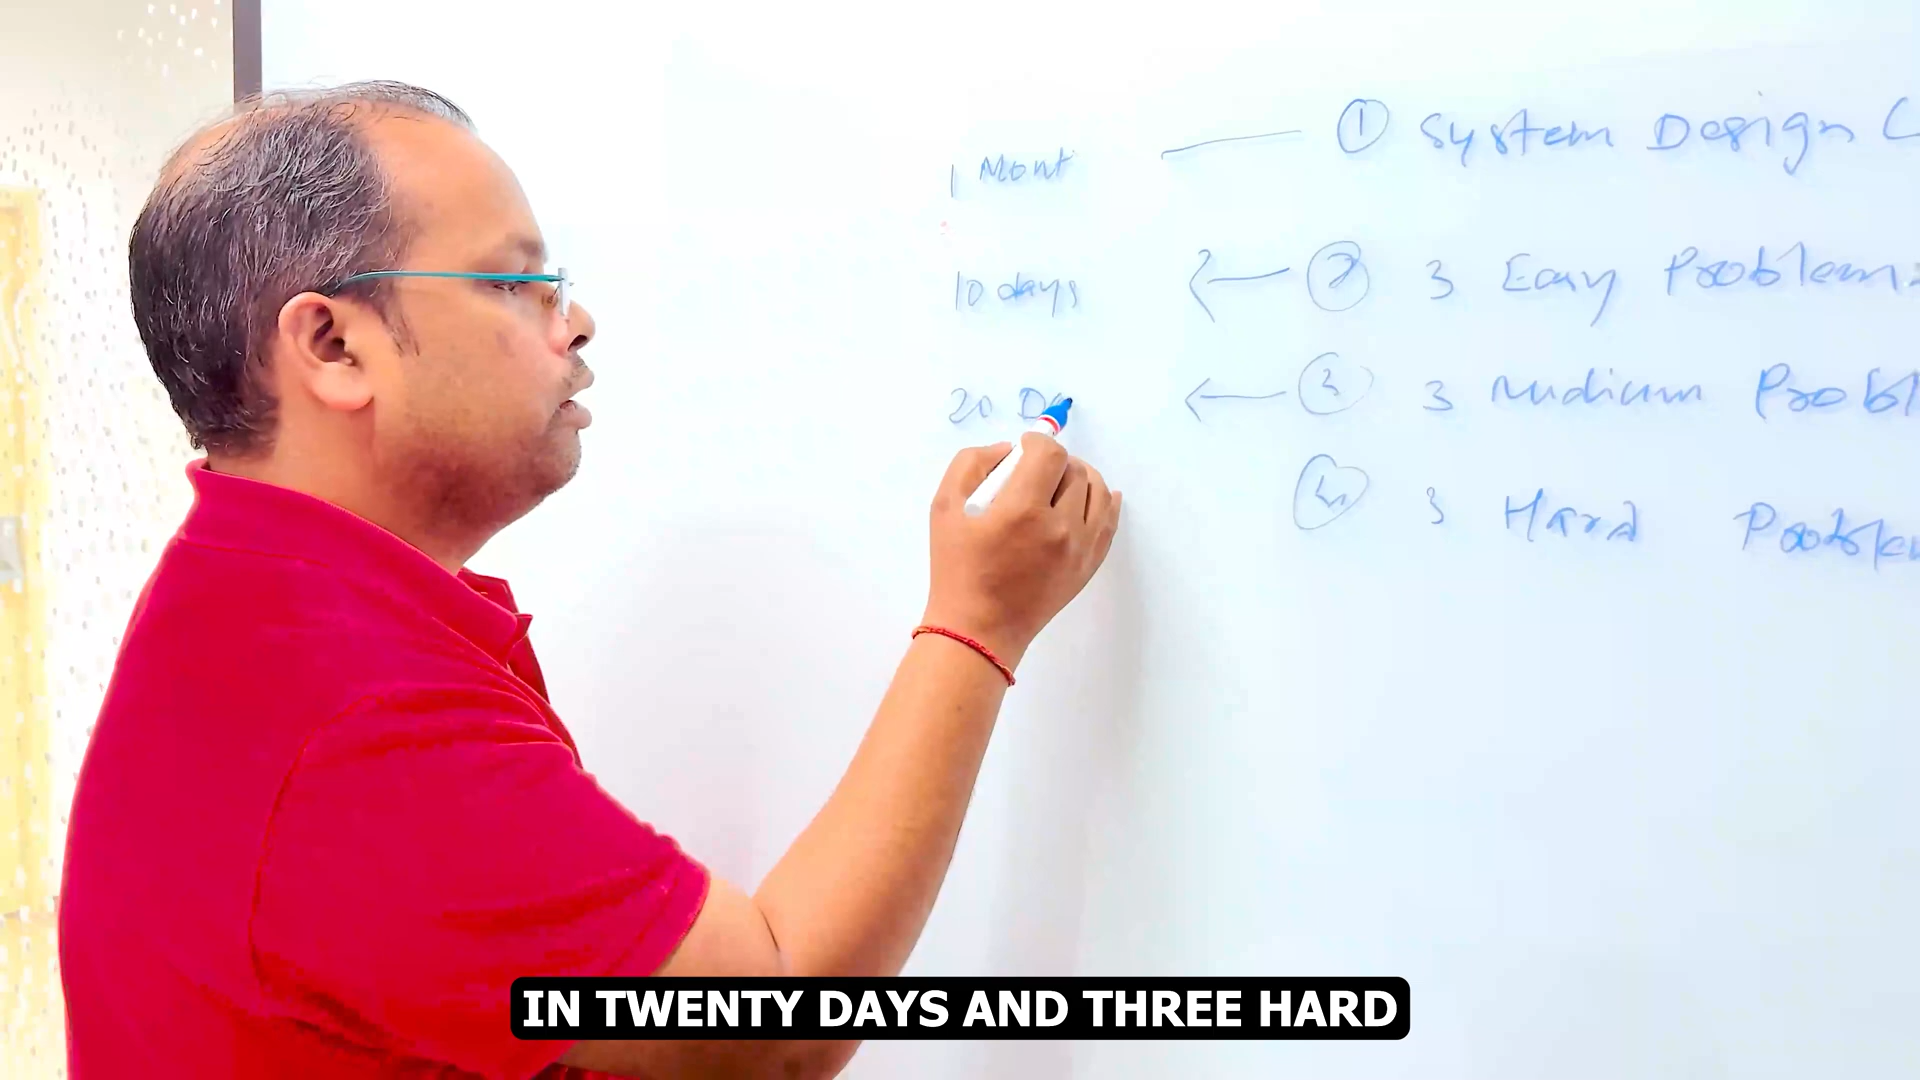 1 Mont ① System Design C
10 days ② 3 Easy Problem
20 Da ③ 3 Medium Probl
④ 3 Hard Problem
IN TWENTY DAYS AND THREE HARD